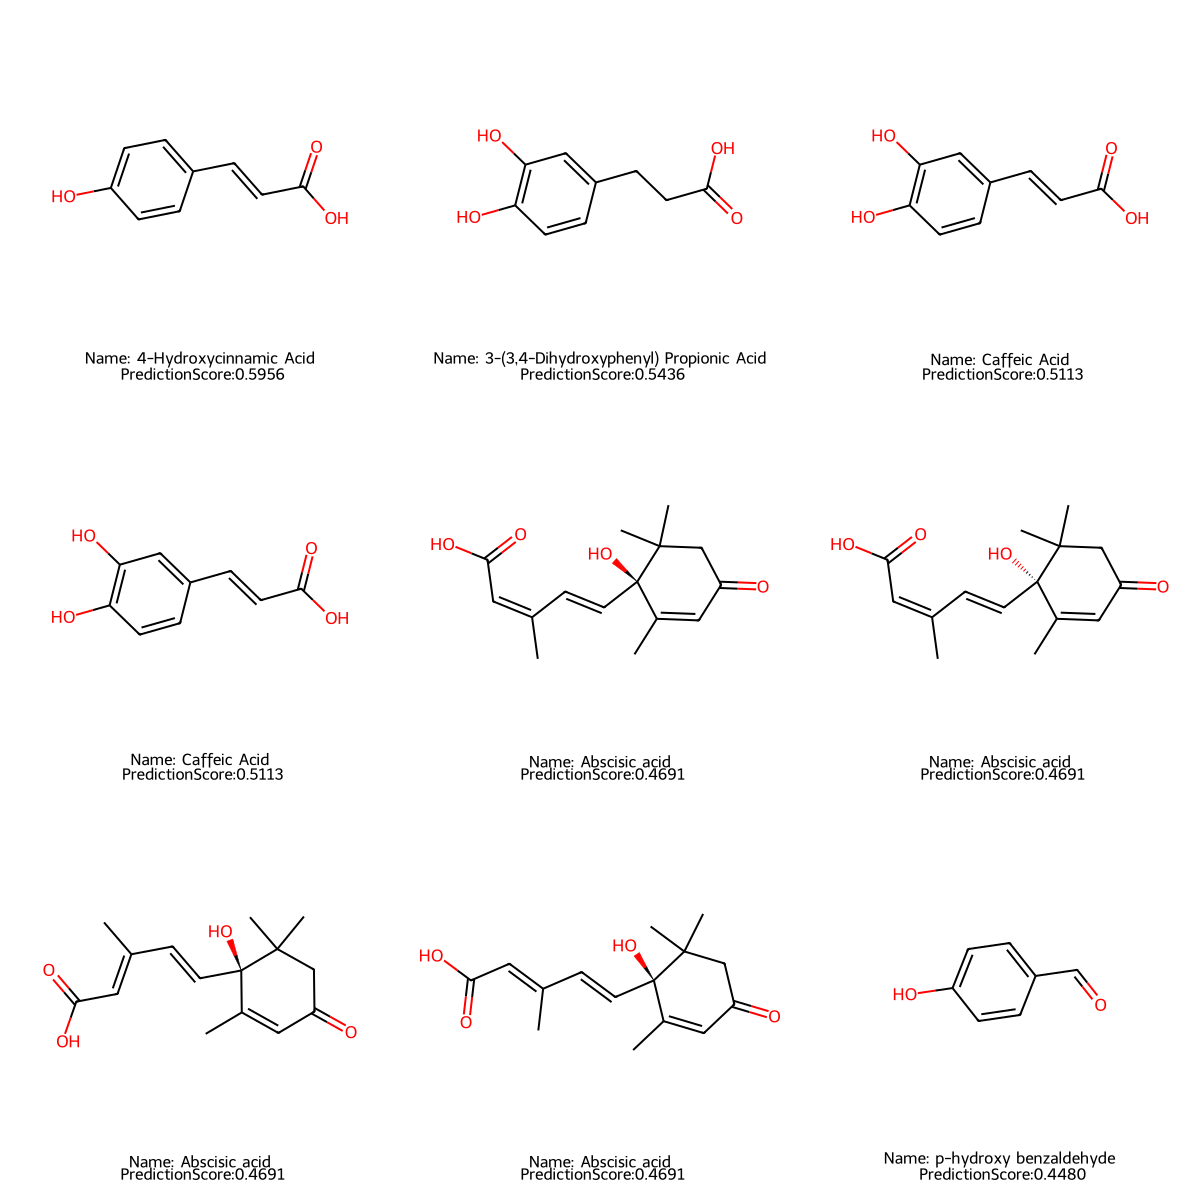 HO
O
OH
Name: 4-Hydroxycinnamic Acid
PredictionScore:0.5956
HO
HO
OH
O
Name: 3-(3,4-Dihydroxyphenyl) Propionic Acid
PredictionScore:0.5436
HO
HO
O
OH
Name: Caffeic Acid
PredictionScore:0.5113
HO
HO
O
OH
Name: Caffeic Acid
PredictionScore:0.5113
HO
O
HO
O
Name: Abscisic acid
PredictionScore:0.4691
HO
O
HO
O
Name: Abscisic acid
PredictionScore:0.4691
O
OH
HO
O
Name: Abscisic acid
PredictionScore:0.4691
HO
O
HO
O
Name: Abscisic acid
PredictionScore:0.4691
HO
O
Name: p-hydroxy benzaldehyde
PredictionScore:0.4480